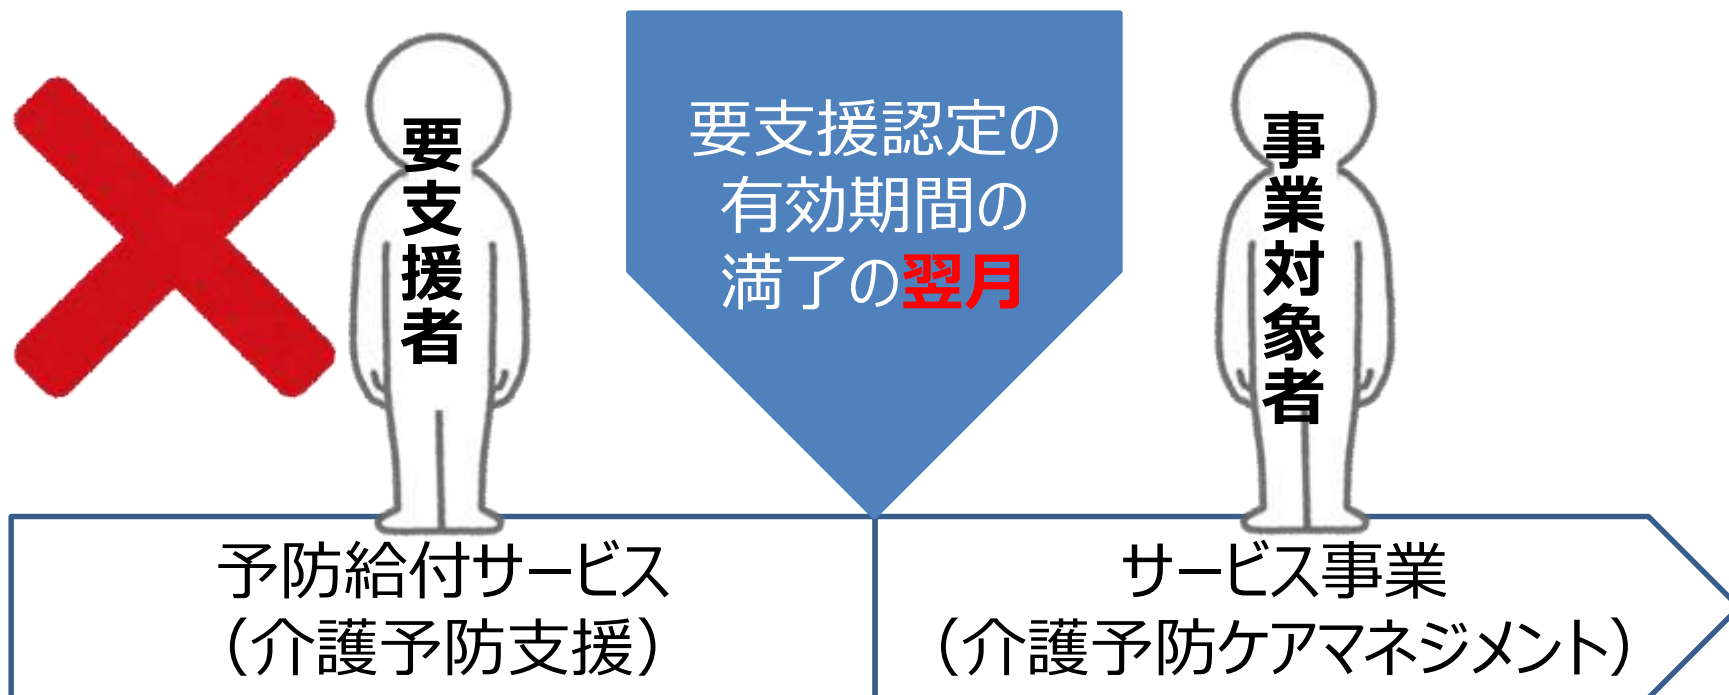 要支援者
要支援認定の
有効期間の
満了の翌月
事業対象者
予防給付サービス
（介護予防支援）
サービス事業
（介護予防ケアマネジメント）